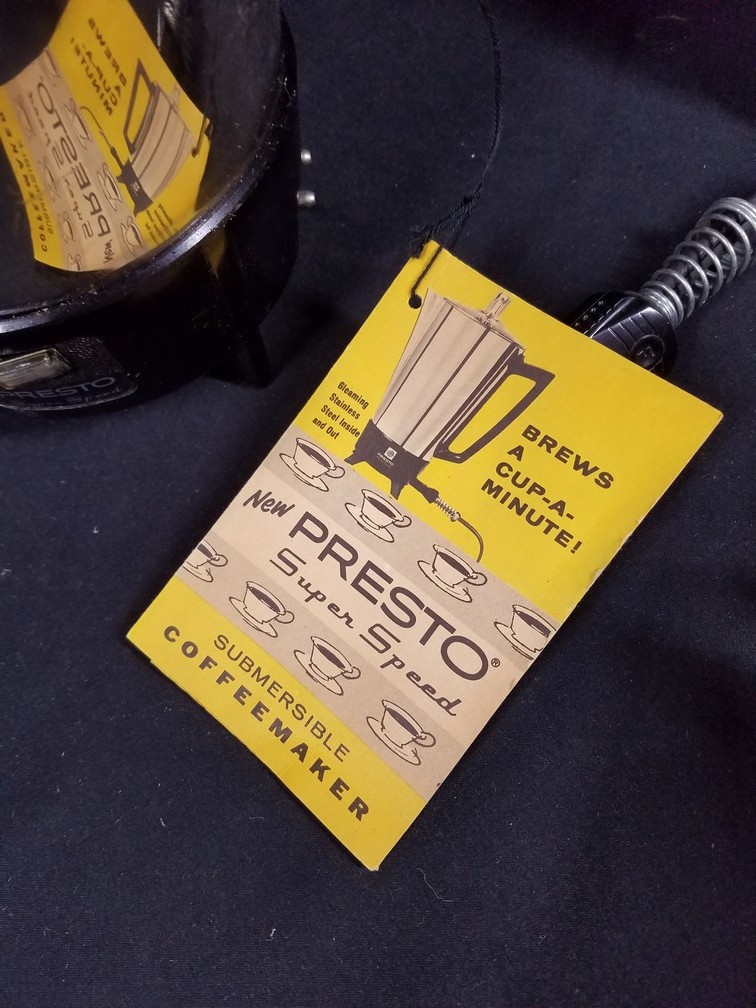 Gleaming
Stainless
Steel Inside
and Out
BREWS
A
CUP-A-
MINUTE!
New
PRESTO®
Super Speed
SUBMERSIBLE
COFFEEMAKER
PRESTO